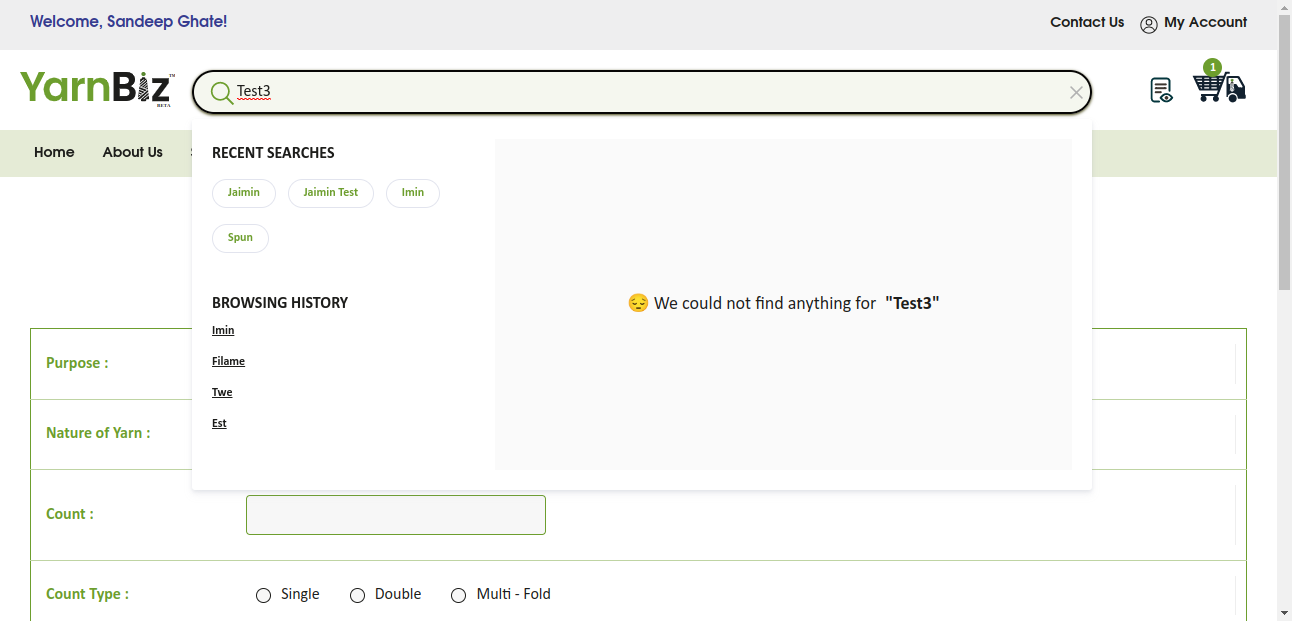 Welcome, Sandeep Ghate!
Contact Us
My Account
YarnBiz™
BETA
Test3
1
Home
About Us
RECENT SEARCHES
Jaimin
Jaimin Test
Imin
Spun
BROWSING HISTORY
Imin
Filame
Twe
Est
😔 We could not find anything for "Test3"
Purpose :
Nature of Yarn :
Count :
Count Type :
Single
Double
Multi - Fold